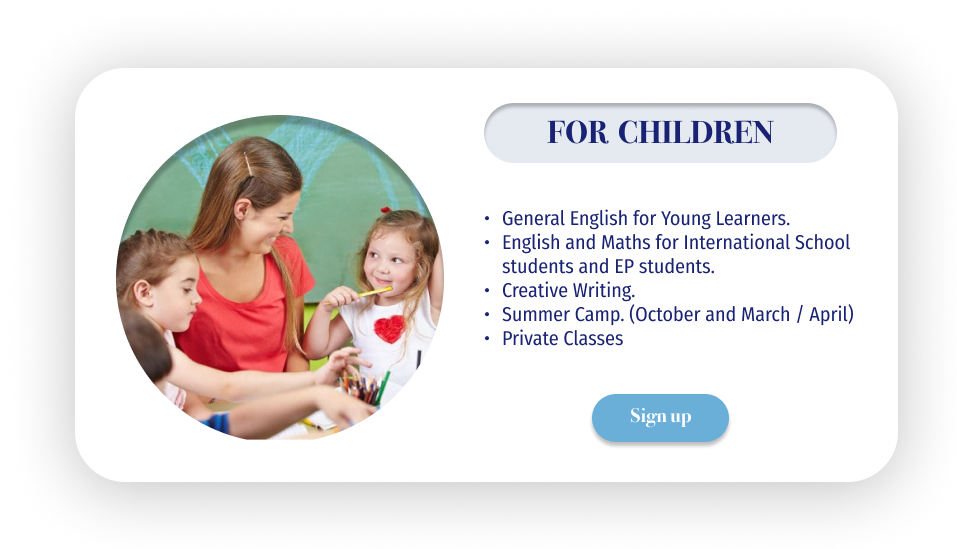 FOR CHILDREN
• General English for Young Learners.
• English and Maths for International School
students and EP students.
• Creative Writing.
• Summer Camp. (October and March / April)
• Private Classes
Sign up